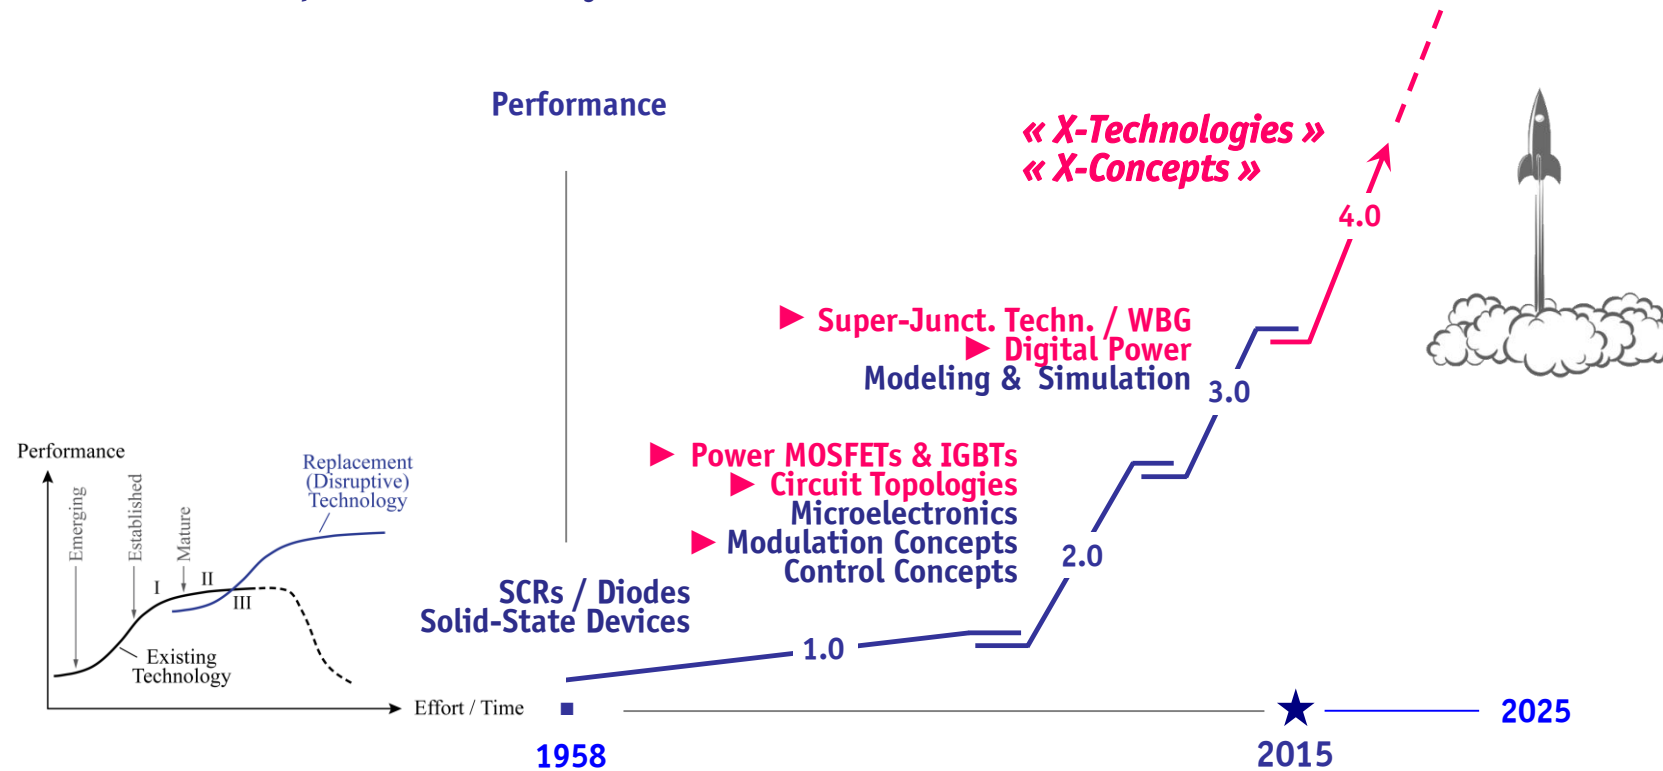 Performance
« X-Technologies »
« X-Concepts »
4.0
Super-Junct. Techn. / WBG
Digital Power
Modeling & Simulation
3.0
Power MOSFETs & IGBTs
Circuit Topologies
Microelectronics
Modulation Concepts
Control Concepts
2.0
SCRs / Diodes
Solid-State Devices
1.0
Performance
Emerging
Established
Mature
Replacement
(Disruptive)
Technology
I
II
III
Existing
Technology
Effort / Time
1958
2015
2025